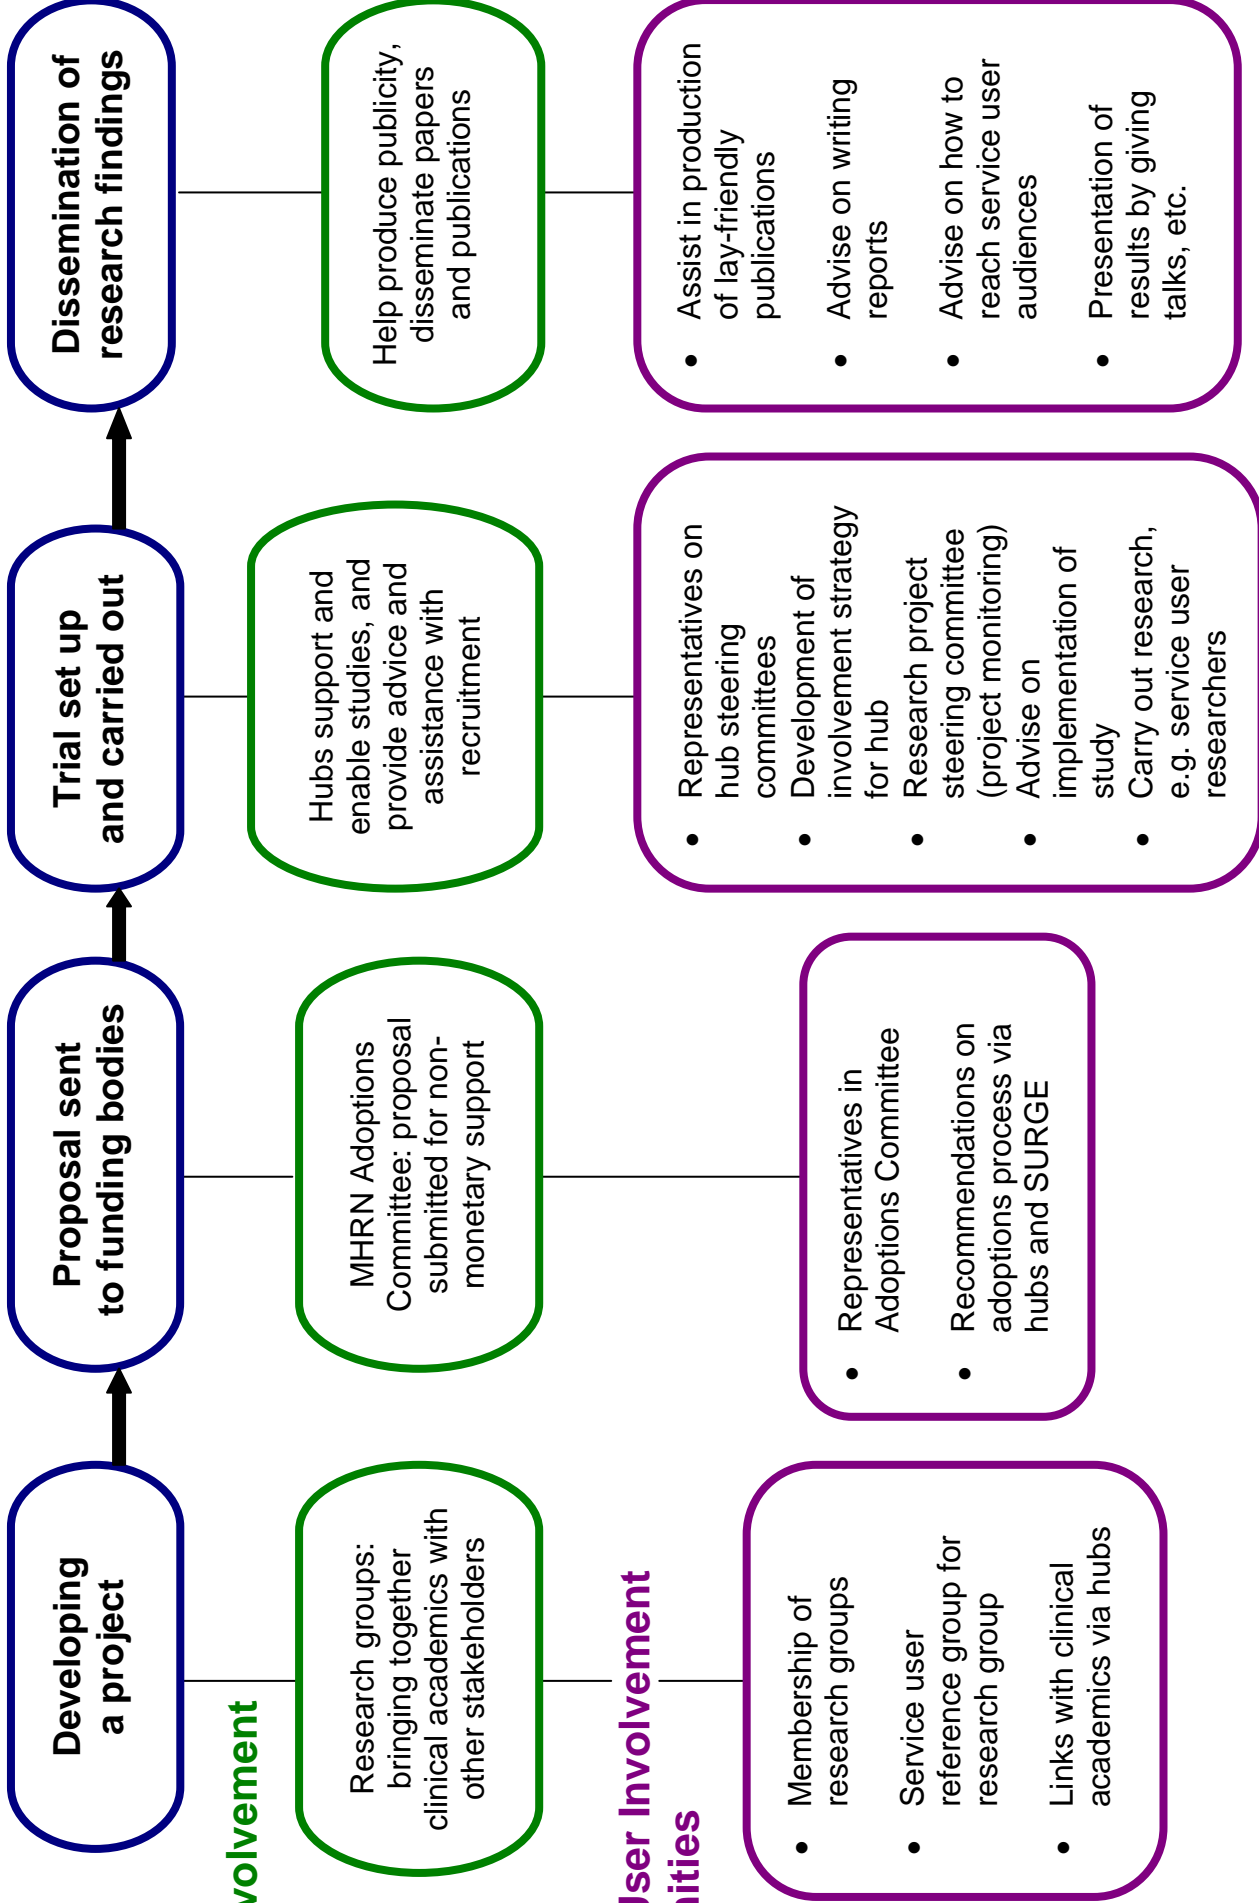 Developing
a project
Proposal sent
to funding bodies
Trial set up
and carried out
Dissemination of
research findings
volvement
Research groups:
bringing together
clinical academics with
other stakeholders
MHRN Adoptions
Committee: proposal
submitted for non-
monetary support
Hubs support and
enable studies, and
provide advice and
assistance with
recruitment
Help produce publicity,
disseminate papers
and publications
User Involvement
nities
• Membership of
research groups
• Service user
reference group for
research group
• Links with clinical
academics via hubs
• Representatives in
Adoptions Committee
• Recommendations on
adoptions process via
hubs and SURGE
• Representatives on
hub steering
committees
• Development of
involvement strategy
for hub
• Research project
steering committee
(project monitoring)
• Advise on
implementation of
study
• Carry out research,
e.g. service user
researchers
• Assist in production
of lay-friendly
publications
• Advise on writing
reports
• Advise on how to
reach service user
audiences
• Presentation of
results by giving
talks, etc.